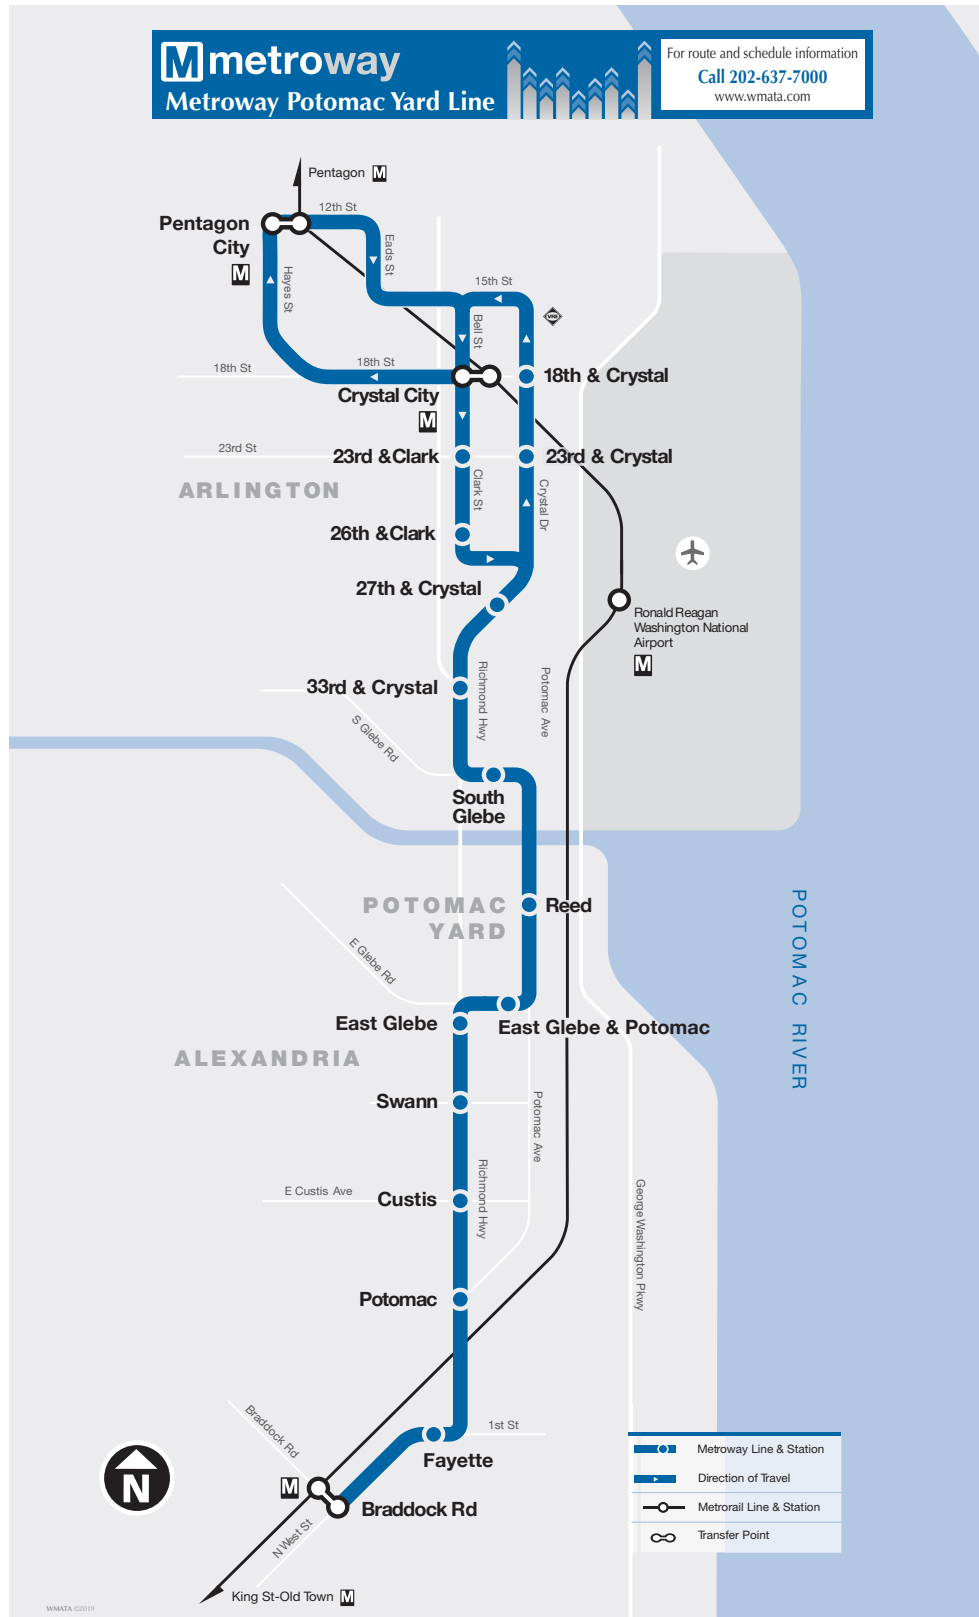 M metroway
Metroway Potomac Yard Line
For route and schedule information
Call 202-637-7000
www.wmata.com
Pentagon M
12th St
Pentagon
City
M
Eads St
Hayes St
15th St
VRE
Bell St
18th St
18th St
18th & Crystal
Crystal City
M
23rd St
23rd &Clark
23rd & Crystal
ARLINGTON
Clark St
Crystal Dr
26th &Clark
27th & Crystal
Ronald Reagan
Washington National
Airport
M
33rd & Crystal
Richmond Hwy
Potomac Ave
S Glebe Rd
South
Glebe
POTOMAC
YARD
Reed
POTOMAC RIVER
E Glebe Rd
East Glebe
East Glebe & Potomac
ALEXANDRIA
Swann
Potomac Ave
Richmond Hwy
E Custis Ave
Custis
George Washington Pkwy
Potomac
Braddock Rd
1st St
Fayette
M
Braddock Rd
N West St
N
King St-Old Town M
Metroway Line & Station
Direction of Travel
Metrorail Line & Station
Transfer Point
WMATA ©2019